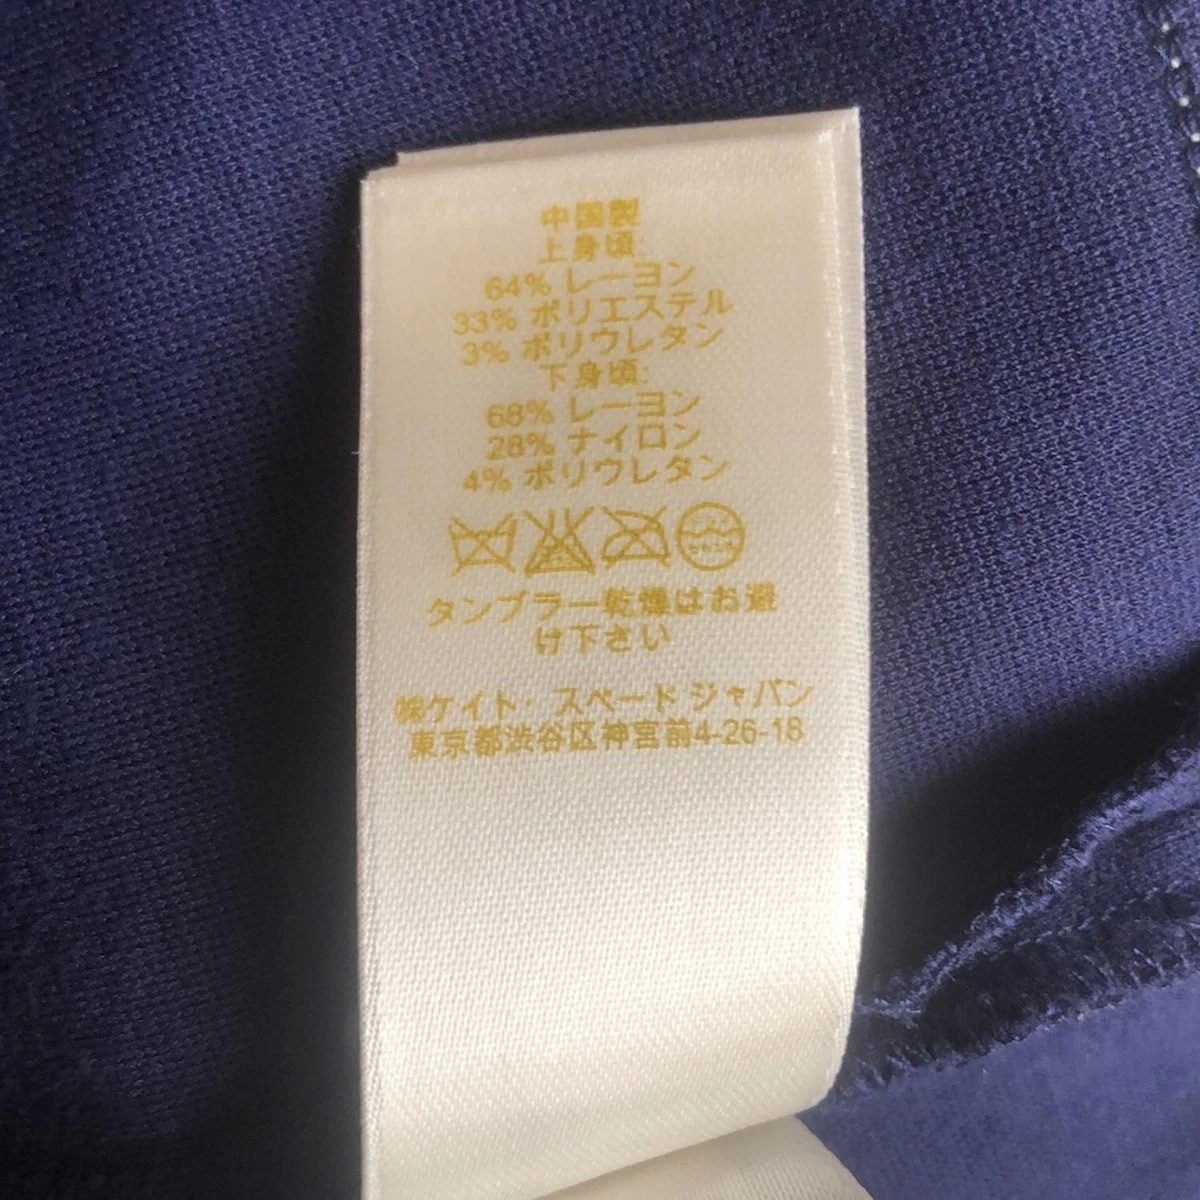 中国製
上身頃:
64% レーヨン
33% ポリエステル
3% ポリウレタン
下身頃:
68% レーヨン
28% ナイロン
4% ポリウレタン
タンブラー乾燥はお避
け下さい
㈱ケイト・スペード ジャパン
東京都渋谷区神宮前4-26-18